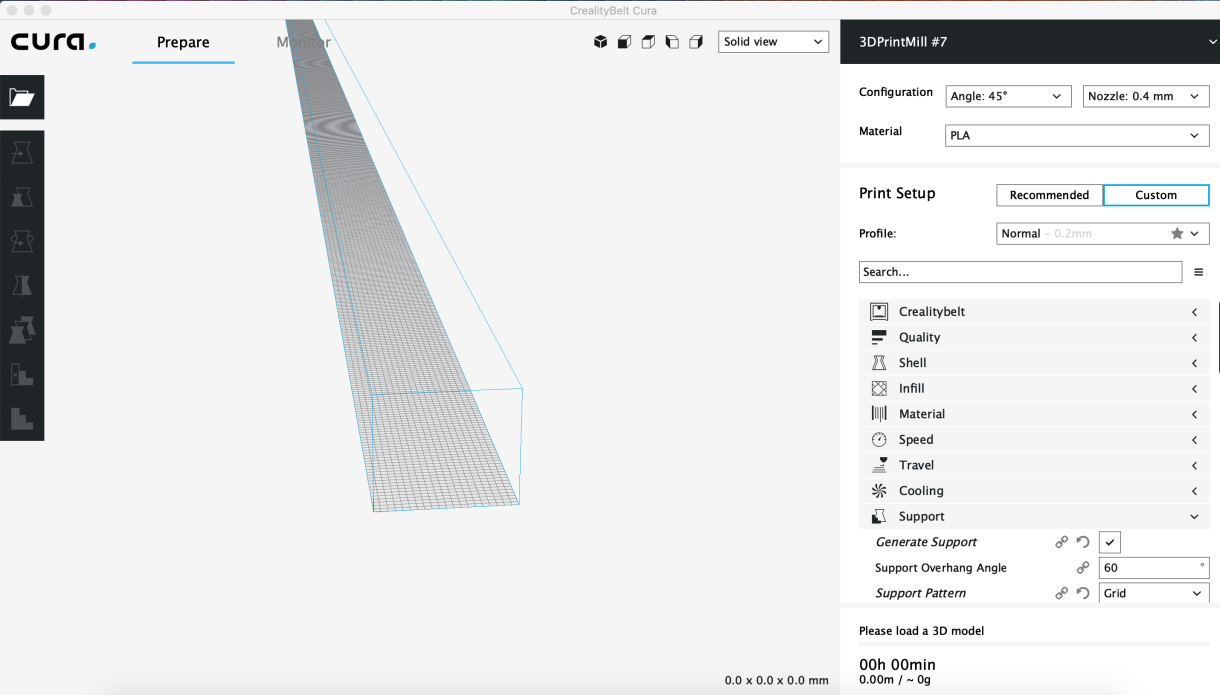 CrealityBelt Cura
cura.
Prepare
Monitor
Solid view
3DPrintMill #7
Configuration
Angle: 45°
Nozzle: 0.4 mm
Material
PLA
Print Setup
Recommended
Custom
Profile:
Normal - 0.2mm
Search...
Crealitybelt
Quality
Shell
Infill
Material
Speed
Travel
Cooling
Support
Generate Support
Support Overhang Angle
60 °
Support Pattern
Grid
Please load a 3D model
00h 00min
0.00m / ~ 0g
0.0 x 0.0 x 0.0 mm